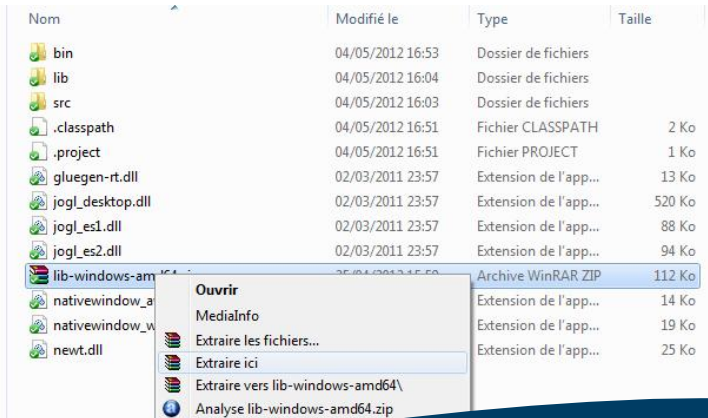 Nom Modifié le Type Taille
bin 04/05/2012 16:53 Dossier de fichiers
lib 04/05/2012 16:04 Dossier de fichiers
src 04/05/2012 16:03 Dossier de fichiers
.classpath 04/05/2012 16:51 Fichier CLASSPATH 2 Ko
.project 04/05/2012 16:51 Fichier PROJECT 1 Ko
gluegen-rt.dll 02/03/2011 23:57 Extension de l'app... 13 Ko
jogl_desktop.dll 02/03/2011 23:57 Extension de l'app... 520 Ko
jogl_es1.dll 02/03/2011 23:57 Extension de l'app... 88 Ko
jogl_es2.dll 02/03/2011 23:57 Extension de l'app... 94 Ko
lib-windows-amd64 Archive WinRAR ZIP 112 Ko
nativewindow_a Extension de l'app... 14 Ko
nativewindow_w Extension de l'app... 19 Ko
newt.dll Extension de l'app... 25 Ko
Ouvrir
MediaInfo
Extraire les fichiers...
Extraire ici
Extraire vers lib-windows-amd64\
Analyse lib-windows-amd64.zip